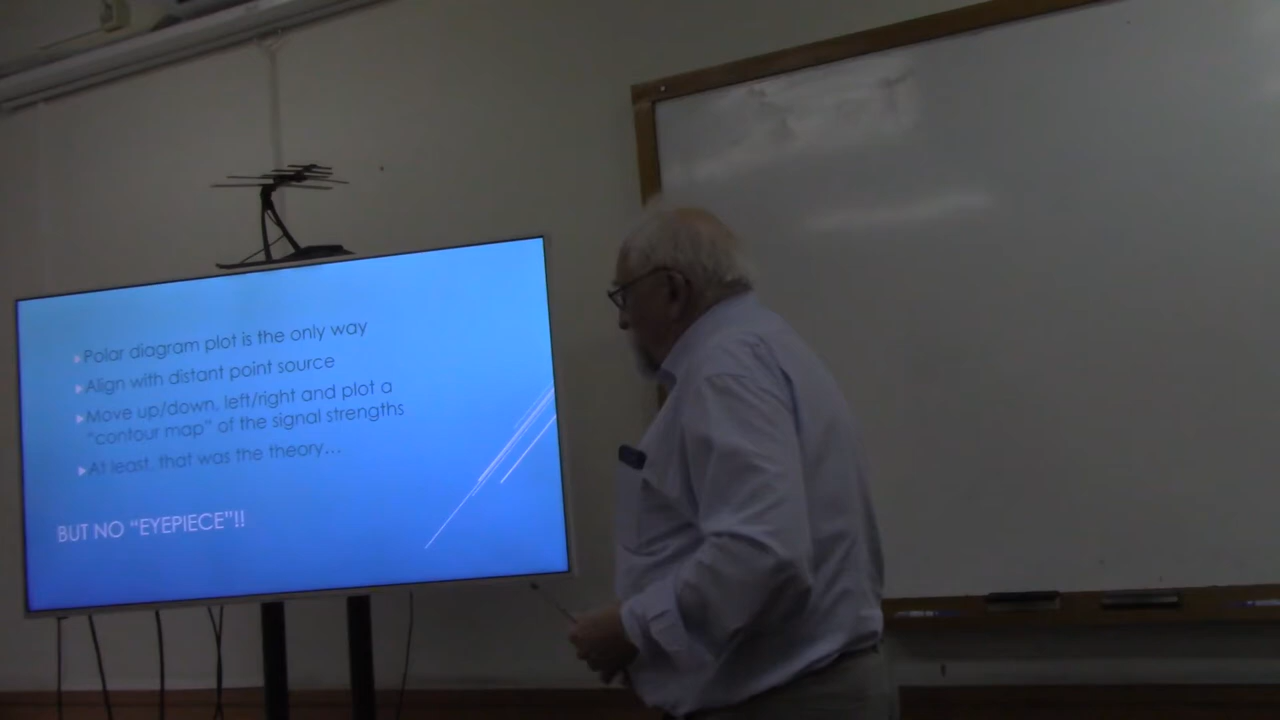 Polar diagram plot is the only way
Align with distant point source
Move up/down, left/right and plot a
“contour map” of the signal strengths
At least, that was the theory…
BUT NO “EYEPIECE”!!